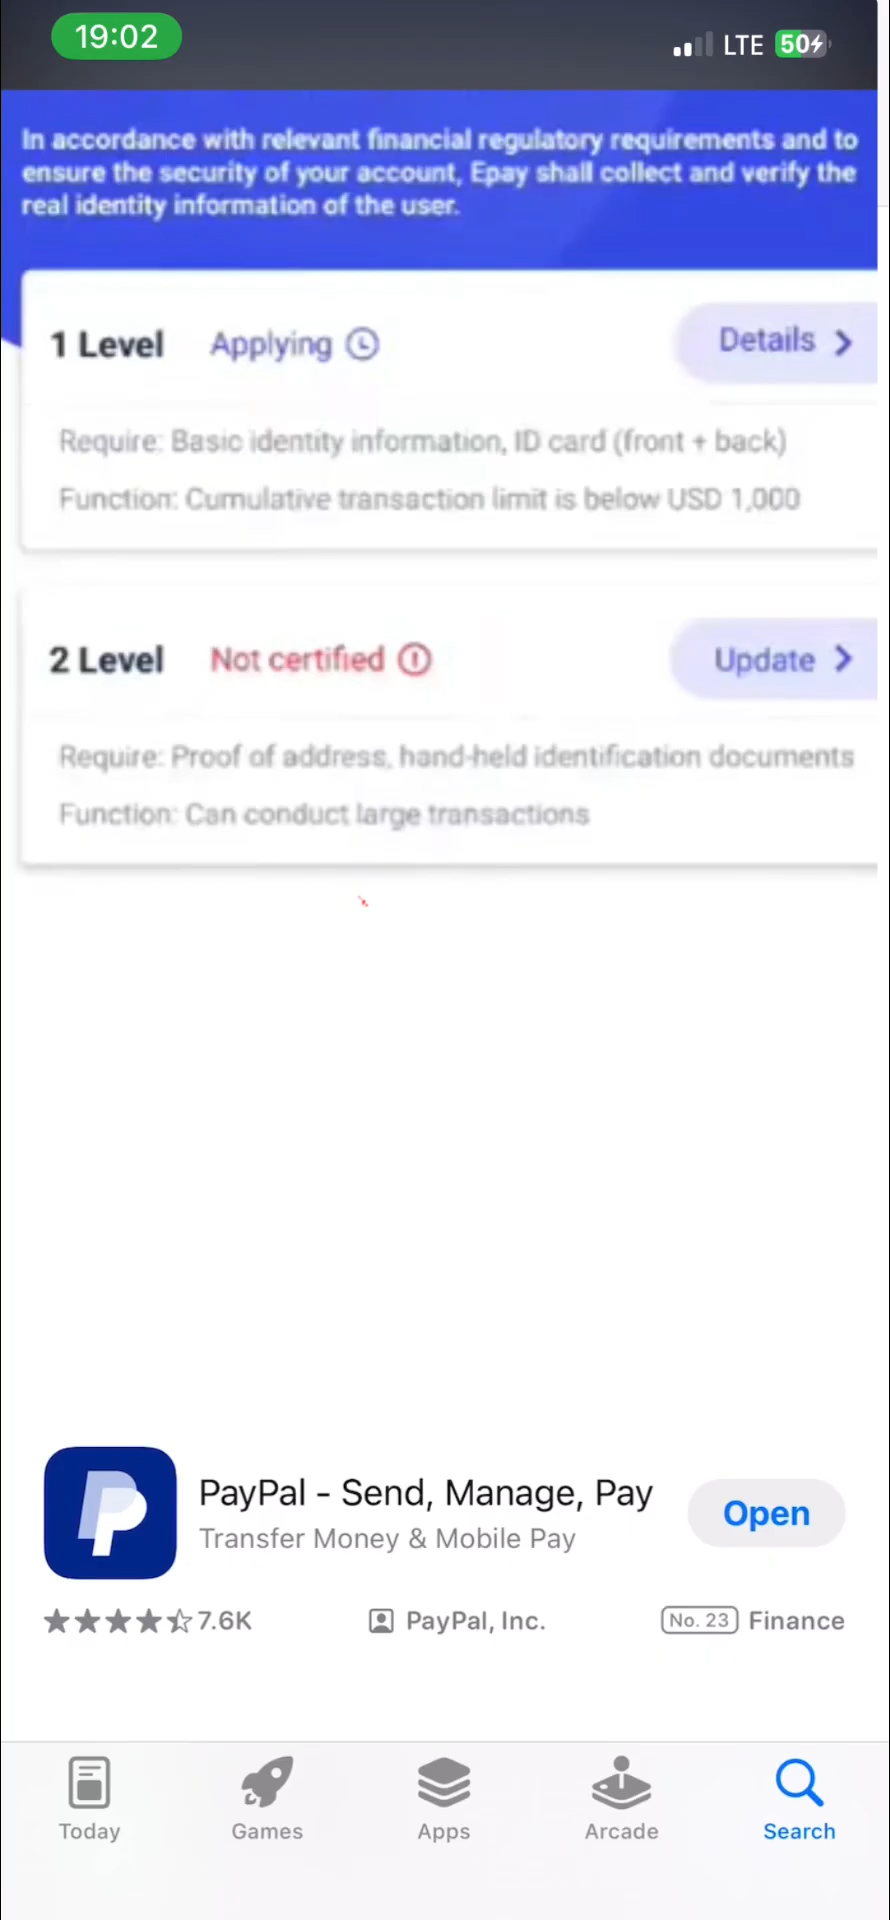 19:02
LTE 50
In accordance with relevant financial regulatory requirements and to
ensure the security of your account, Epay shall collect and verify the
real identity information of the user.
1 Level Applying Details
Require: Basic identity information, ID card (front + back)
Function: Cumulative transaction limit is below USD 1,000
2 Level Not certified Update
Require: Proof of address, hand-held identification documents
Function: Can conduct large transactions
PayPal - Send, Manage, Pay
Transfer Money & Mobile Pay
Open
7.6K PayPal, Inc. No. 23 Finance
Today Games Apps Arcade Search